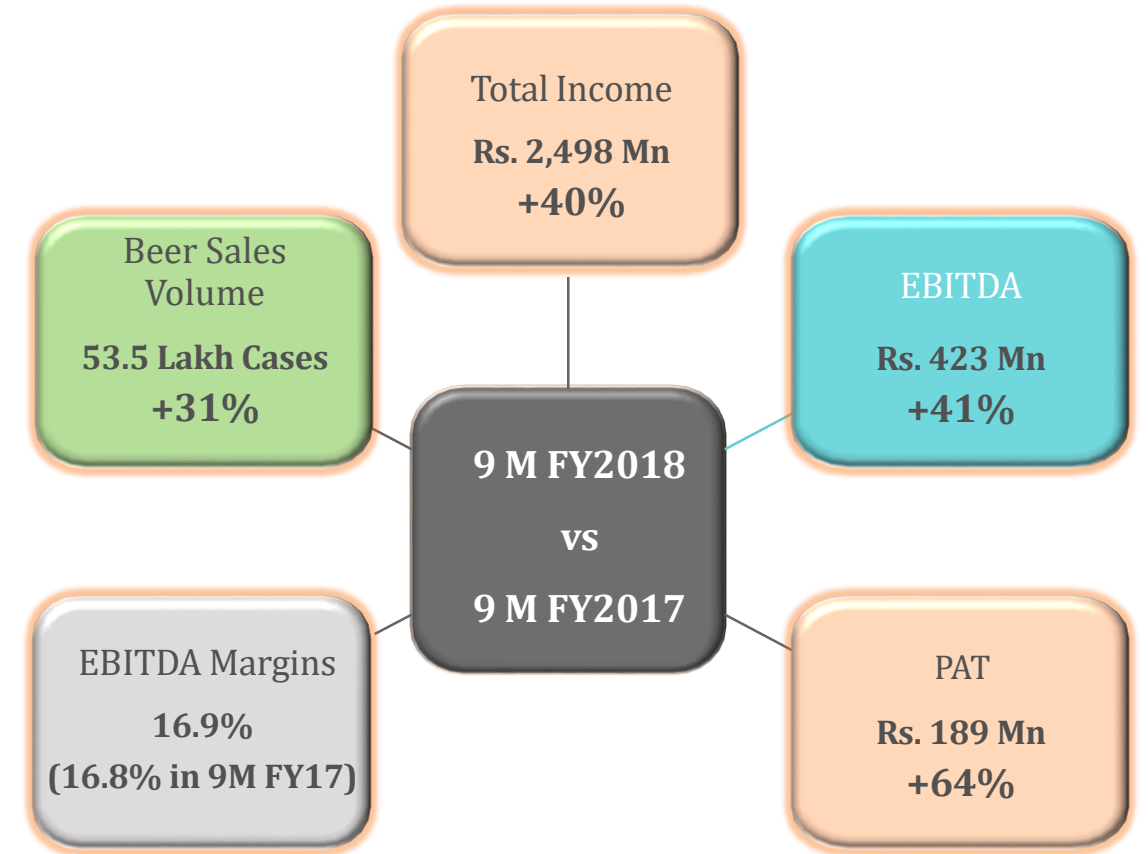 Total Income
Rs. 2,498 Mn
+40%
Beer Sales
Volume
53.5 Lakh Cases
+31%
EBITDA
Rs. 423 Mn
+41%
9 M FY2018
vs
9 M FY2017
EBITDA Margins
16.9%
(16.8% in 9M FY17)
PAT
Rs. 189 Mn
+64%